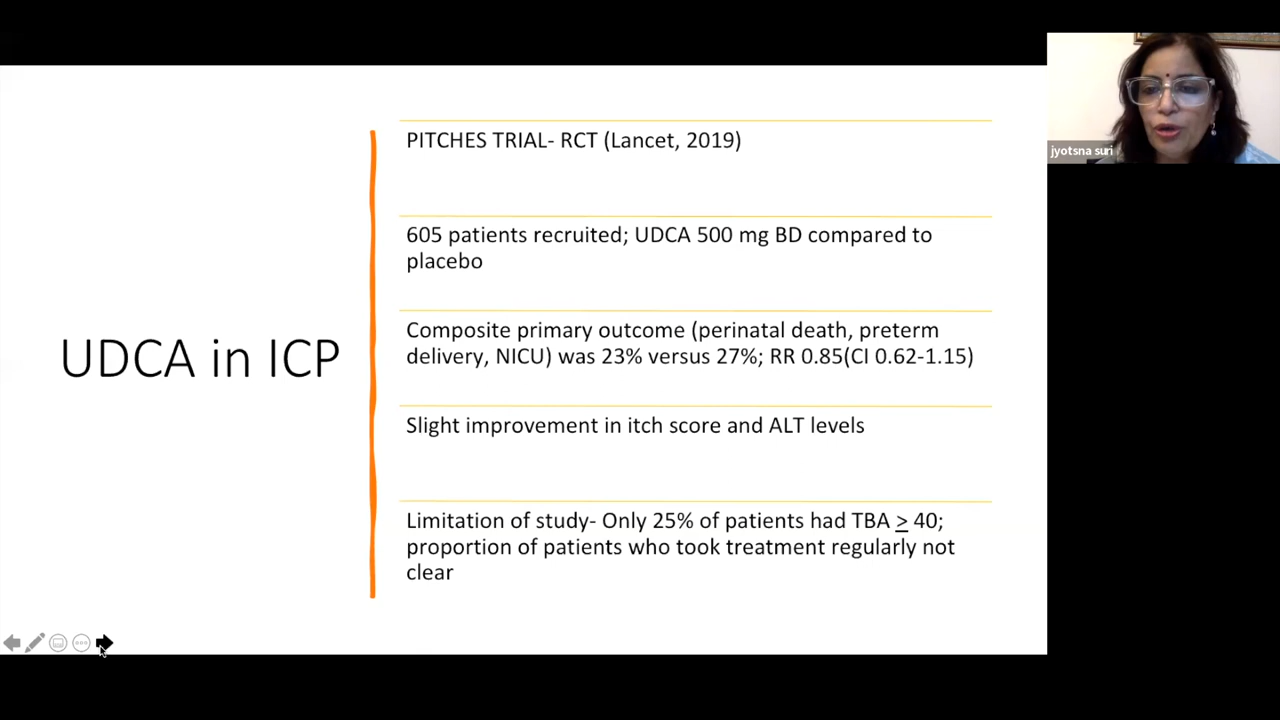 UDCA in ICP
PITCHES TRIAL- RCT (Lancet, 2019)
605 patients recruited; UDCA 500 mg BD compared to
placebo
Composite primary outcome (perinatal death, preterm
delivery, NICU) was 23% versus 27%; RR 0.85(CI 0.62-1.15)
Slight improvement in itch score and ALT levels
Limitation of study- Only 25% of patients had TBA > 40;
proportion of patients who took treatment regularly not
clear
jyotsna suri